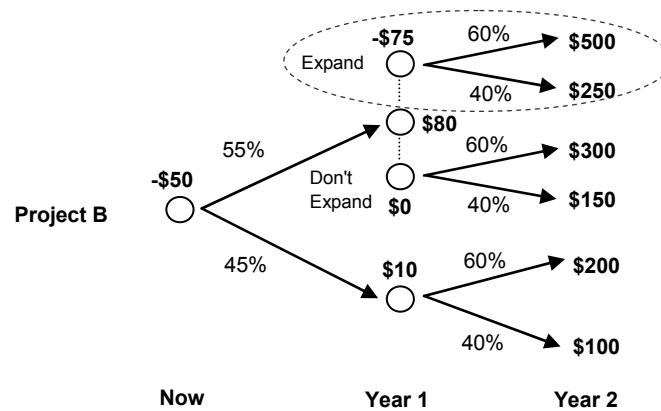 -$75
60%
$500
Expand
40%
$250
$80
55%
60%
$300
-$50
Don't
Expand
$0
40%
$150
Project B
45%
$10
60%
$200
40%
$100
Now
Year 1
Year 2